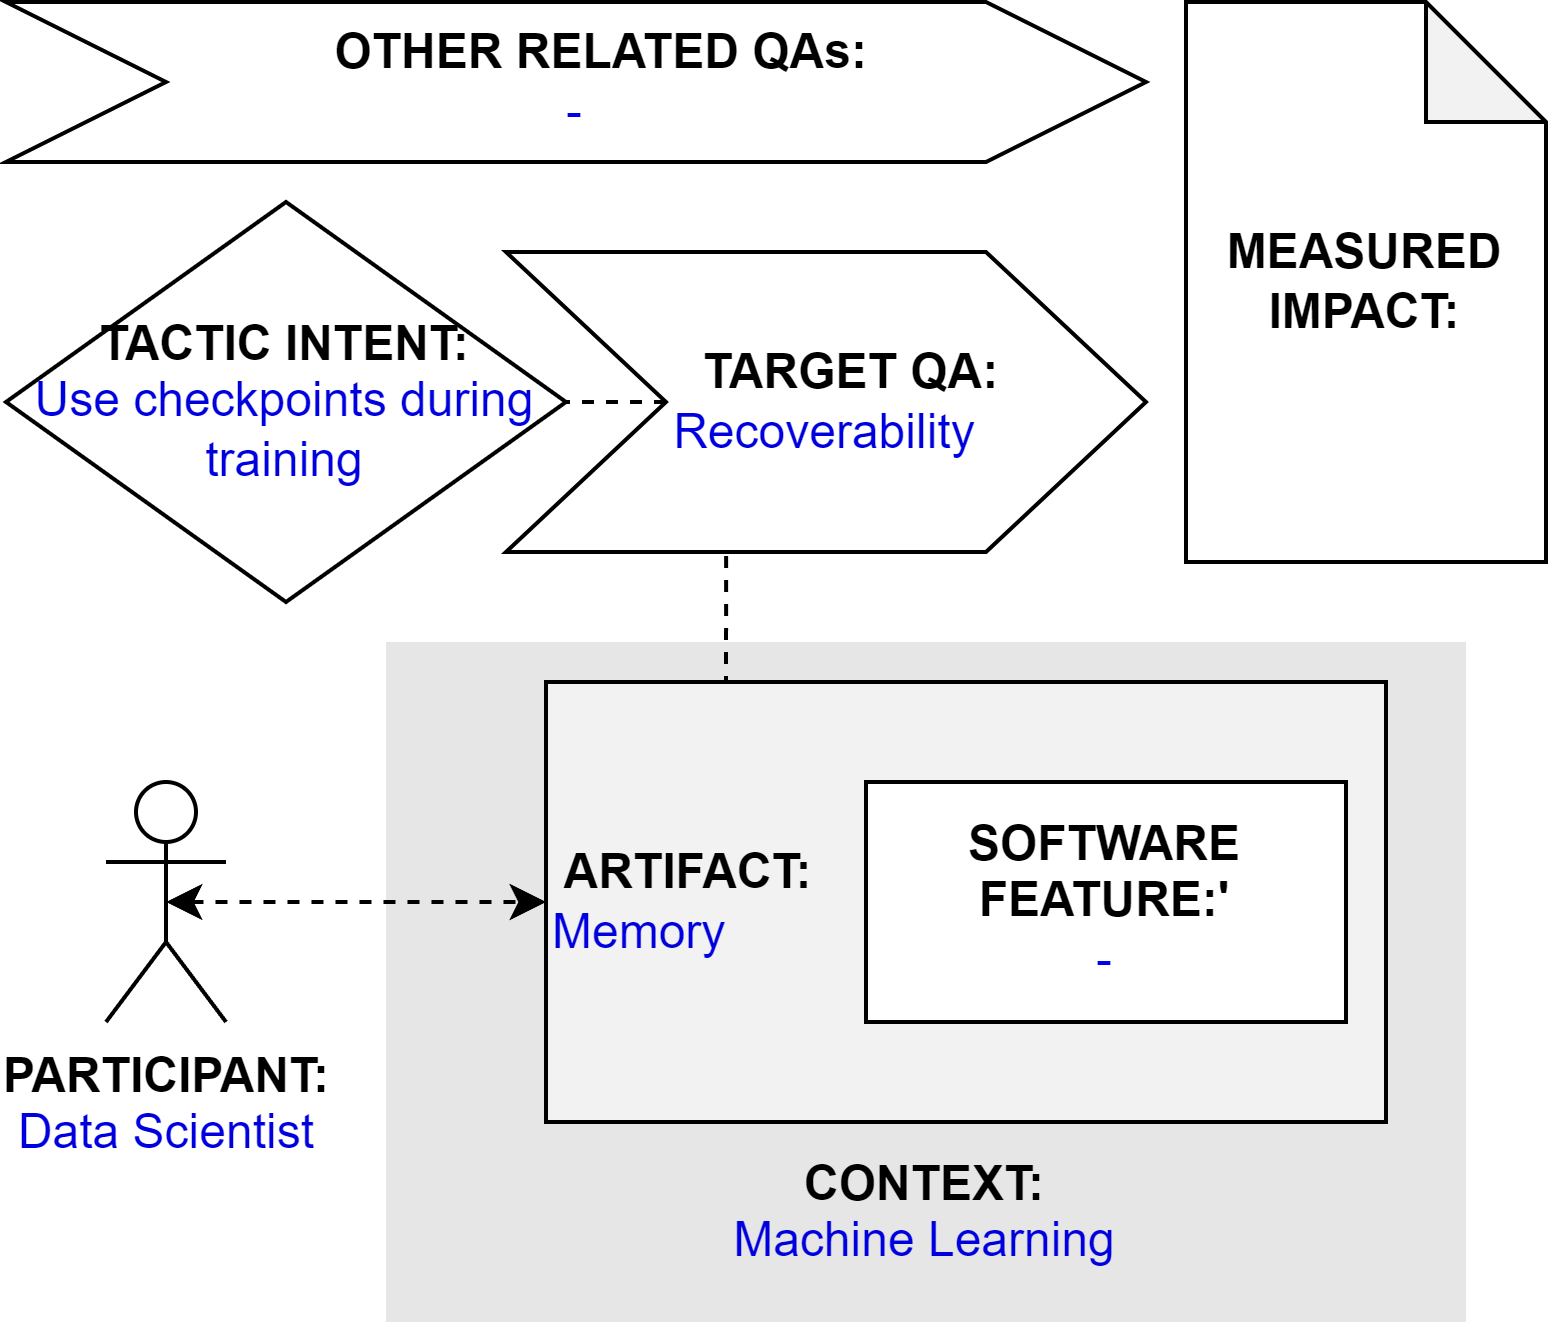 OTHER RELATED QAs:
-
MEASURED
IMPACT:
TACTIC INTENT:
Use checkpoints during
training
TARGET QA:
Recoverability
ARTIFACT:
Memory
SOFTWARE
FEATURE:'
-
PARTICIPANT:
Data Scientist
CONTEXT:
Machine Learning